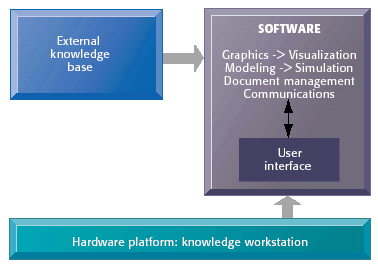 External
knowledge
base
SOFTWARE
Graphics -> Visualization
Modeling -> Simulation
Document management
Communications
User
interface
Hardware platform: knowledge workstation